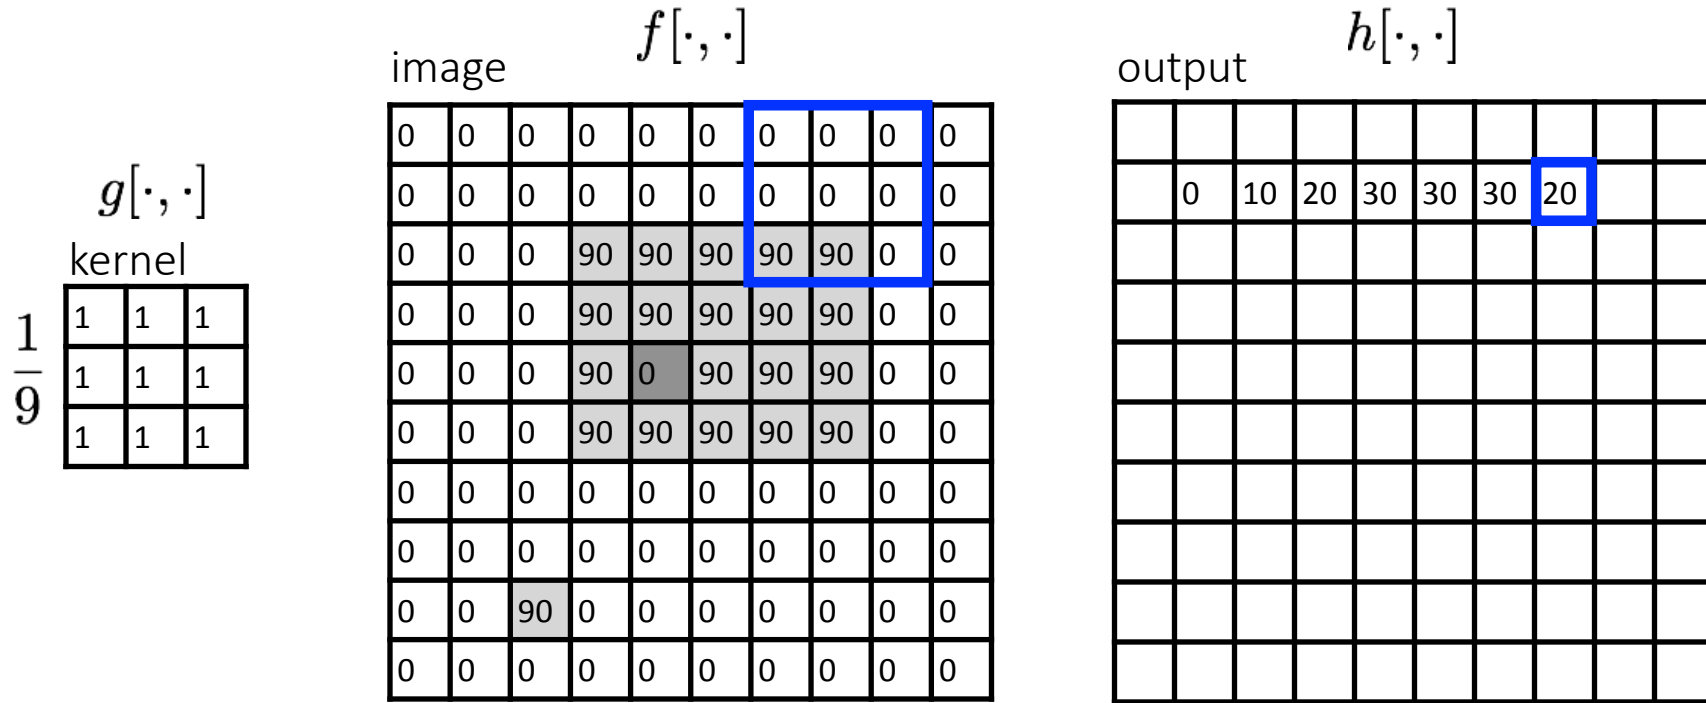 f[·, ·]
h[·, ·]
image
output
g[·, ·]
kernel
1/9
1 1 1
1 1 1
1 1 1
0 0 0 0 0 0 0 0 0 0
0 0 0 0 0 0 0 0 0 0
0 0 0 90 90 90 90 90 0 0
0 0 0 90 90 90 90 90 0 0
0 0 0 90 0 90 90 90 0 0
0 0 0 90 90 90 90 90 0 0
0 0 0 0 0 0 0 0 0 0
0 0 0 0 0 0 0 0 0 0
0 0 90 0 0 0 0 0 0 0
0 0 0 0 0 0 0 0 0 0
0 10 20 30 30 30 20